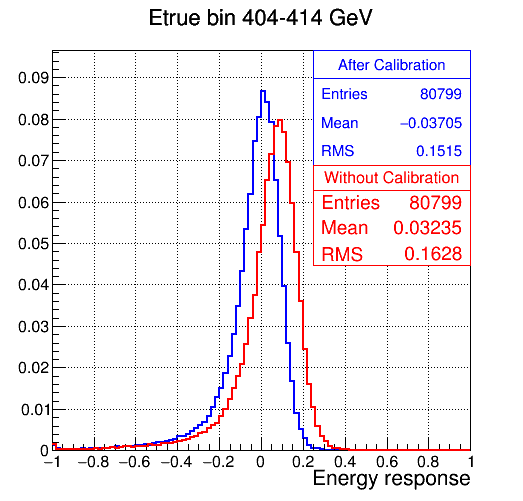 Etrue bin 404-414 GeV
After Calibration
Entries 80799
Mean −0.03705
RMS 0.1515
Without Calibration
Entries 80799
Mean 0.03235
RMS 0.1628
0.09
0.08
0.07
0.06
0.05
0.04
0.03
0.02
0.01
0
−1 −0.8 −0.6 −0.4 −0.2 0 0.2 0.4 0.6 0.8 1
Energy response